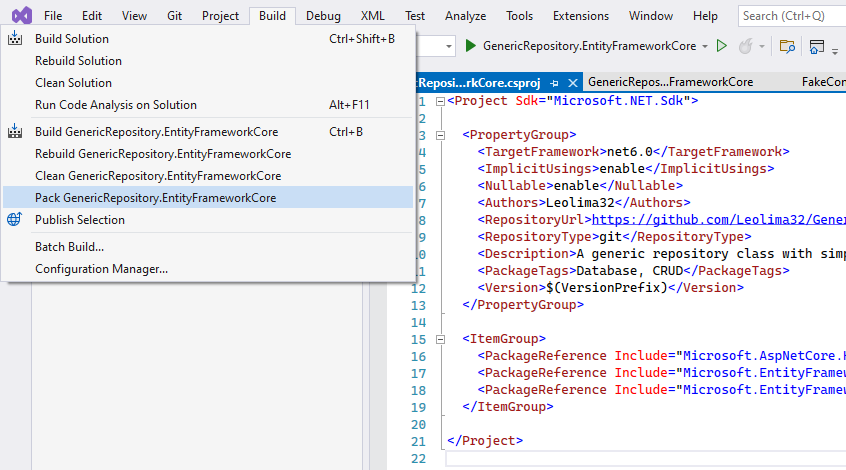 File Edit View Git Project Build Debug XML Test Analyze Tools Extensions Window Help Search (Ctrl+Q)
Build Solution Ctrl+Shift+B
Rebuild Solution
Clean Solution
Run Code Analysis on Solution Alt+F11
Build GenericRepository.EntityFrameworkCore Ctrl+B
Rebuild GenericRepository.EntityFrameworkCore
Clean GenericRepository.EntityFrameworkCore
Pack GenericRepository.EntityFrameworkCore
Publish Selection
Batch Build...
Configuration Manager...
GenericRepository.EntityFrameworkCore
cReposi...rkCore.csproj GenericRepos...FrameworkCore FakeCon
1 <Project Sdk="Microsoft.NET.Sdk">
2
3 <PropertyGroup>
4 <TargetFramework>net6.0</TargetFramework>
5 <ImplicitUsings>enable</ImplicitUsings>
6 <Nullable>enable</Nullable>
7 <Authors>Leolima32</Authors>
8 <RepositoryUrl>https://github.com/Leolima32/Gener
9 <RepositoryType>git</RepositoryType>
10 <Description>A generic repository class with simp
11 <PackageTags>Database, CRUD</PackageTags>
12 <Version>$(VersionPrefix)</Version>
13 </PropertyGroup>
14
15 <ItemGroup>
16 <PackageReference Include="Microsoft.AspNetCore.H
17 <PackageReference Include="Microsoft.EntityFramew
18 <PackageReference Include="Microsoft.EntityFramew
19 </ItemGroup>
20
21 </Project>
22